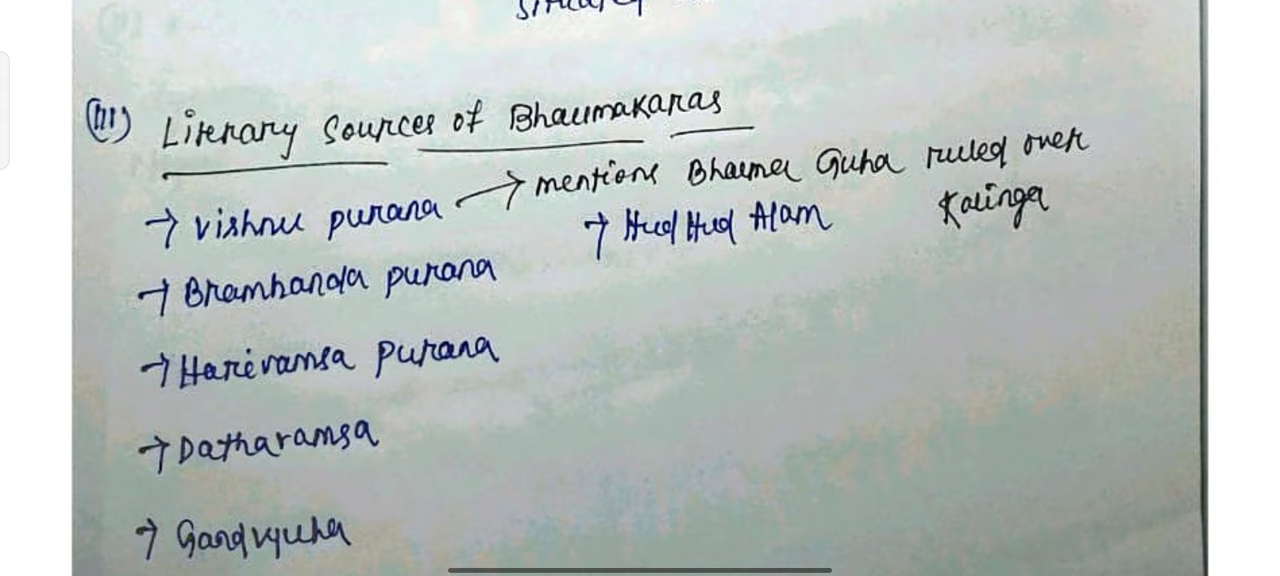 (III) Literary Sources of Bhaumakaras
→ Vishnu purana → mentions Bhauma Guha ruled over Kalinga
→ Hud Hud Alam
→ Bramhanda purana
→ Harivamsa Purana
→ Dathavamsa
→ Gandvyuha